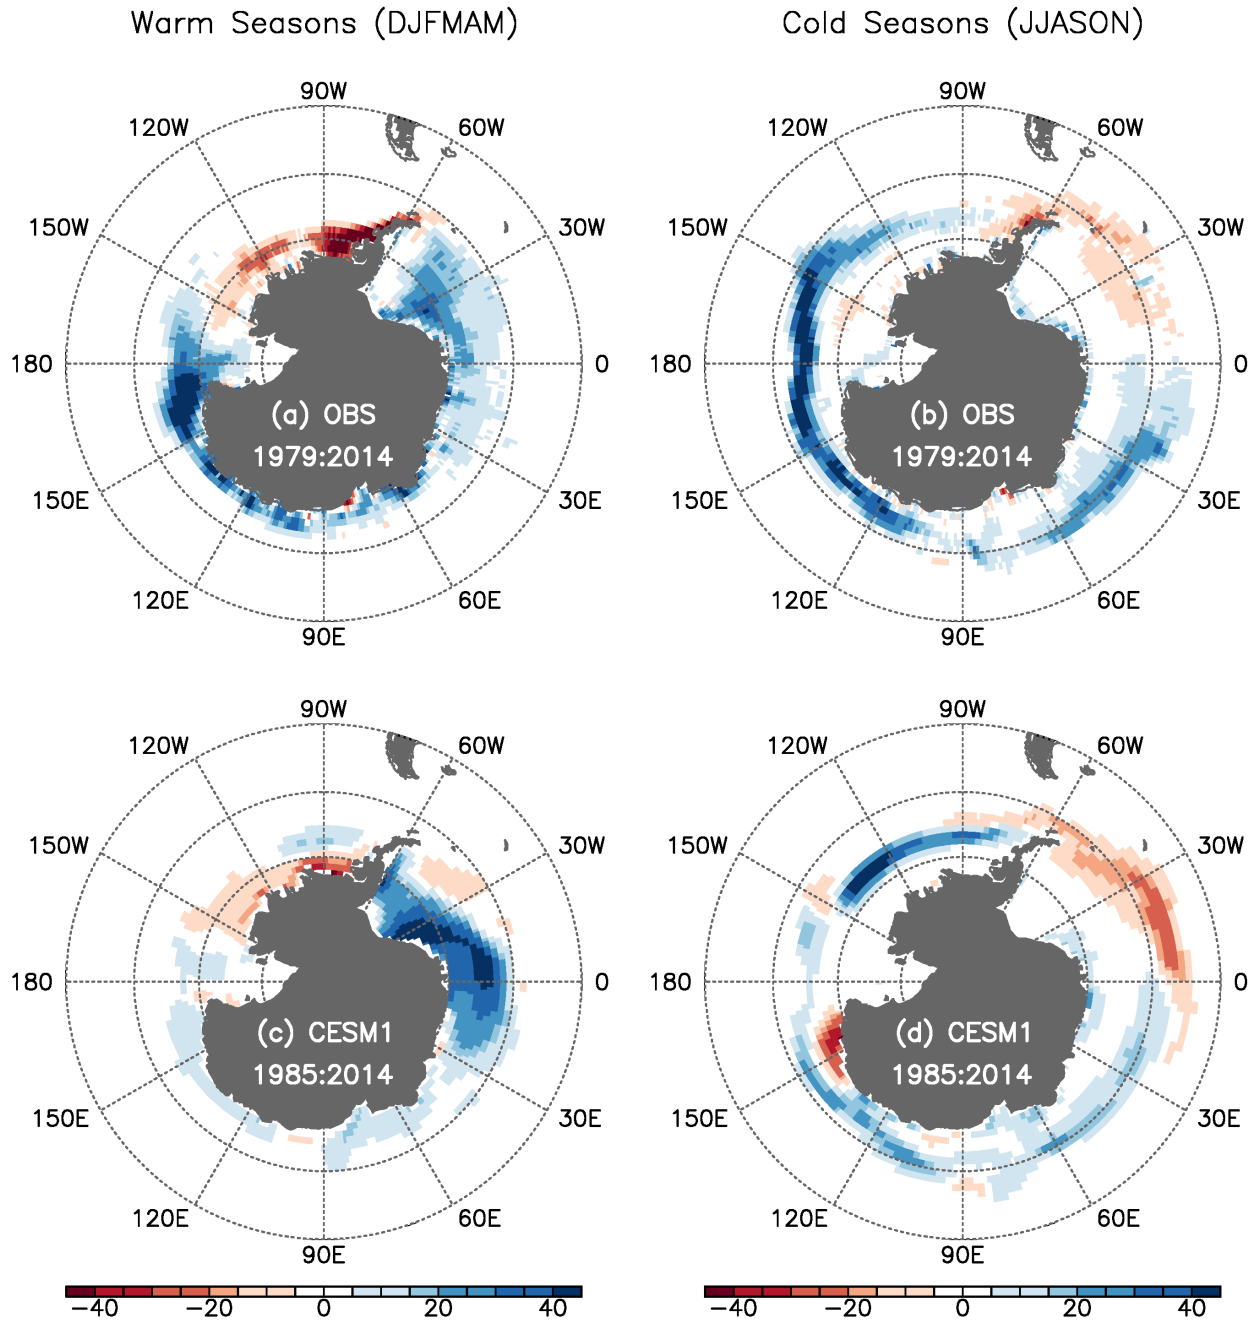 Warm Seasons (DJFMAM)
Cold Seasons (JJASON)
90W
120W
60W
150W
30W
180
0
(a) OBS
1979:2014
150E
30E
120E
60E
90E
90W
120W
60W
150W
30W
180
0
(b) OBS
1979:2014
150E
30E
120E
60E
90E
90W
120W
60W
150W
30W
180
0
(c) CESM1
1985:2014
150E
30E
120E
60E
90E
90W
120W
60W
150W
30W
180
0
(d) CESM1
1985:2014
150E
30E
120E
60E
90E
−40 −20 0 20 40
−40 −20 0 20 40